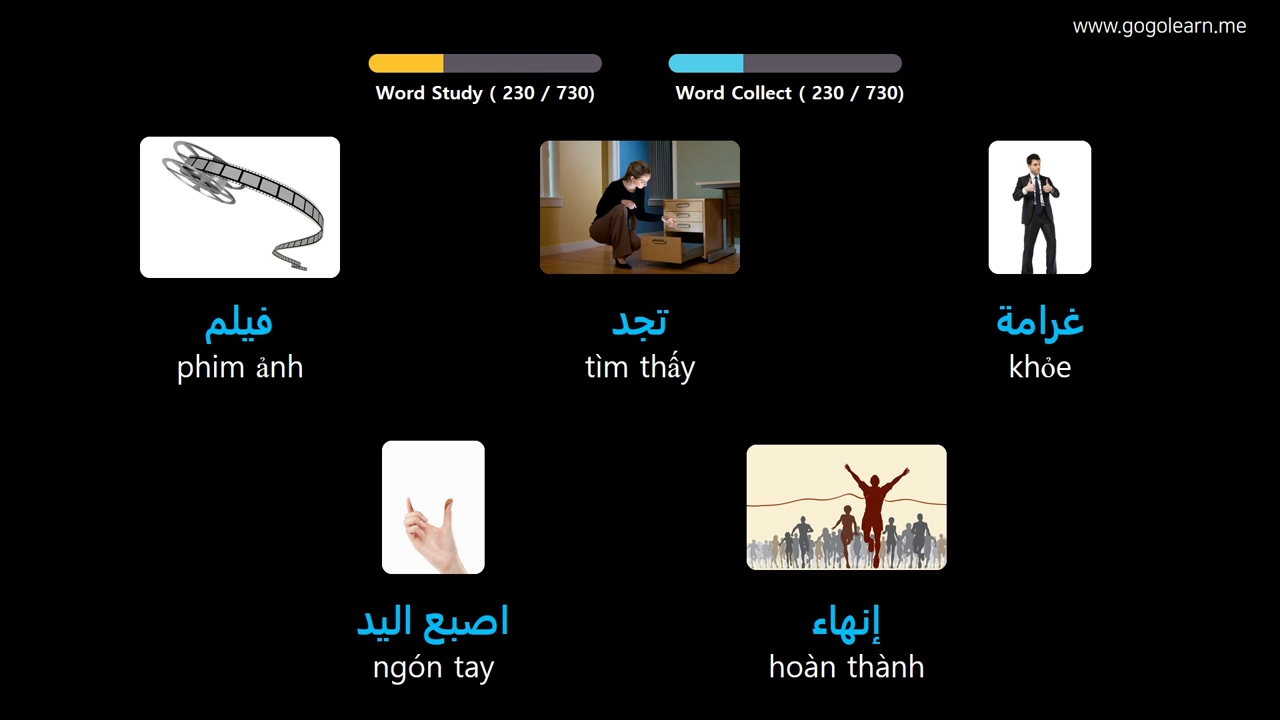 www.gogolearn.me
Word Study ( 230 / 730)
Word Collect ( 230 / 730)
فيلم
phim ảnh
تجد
tìm thấy
غرامة
khỏe
اصبع اليد
ngón tay
إنهاء
hoàn thành